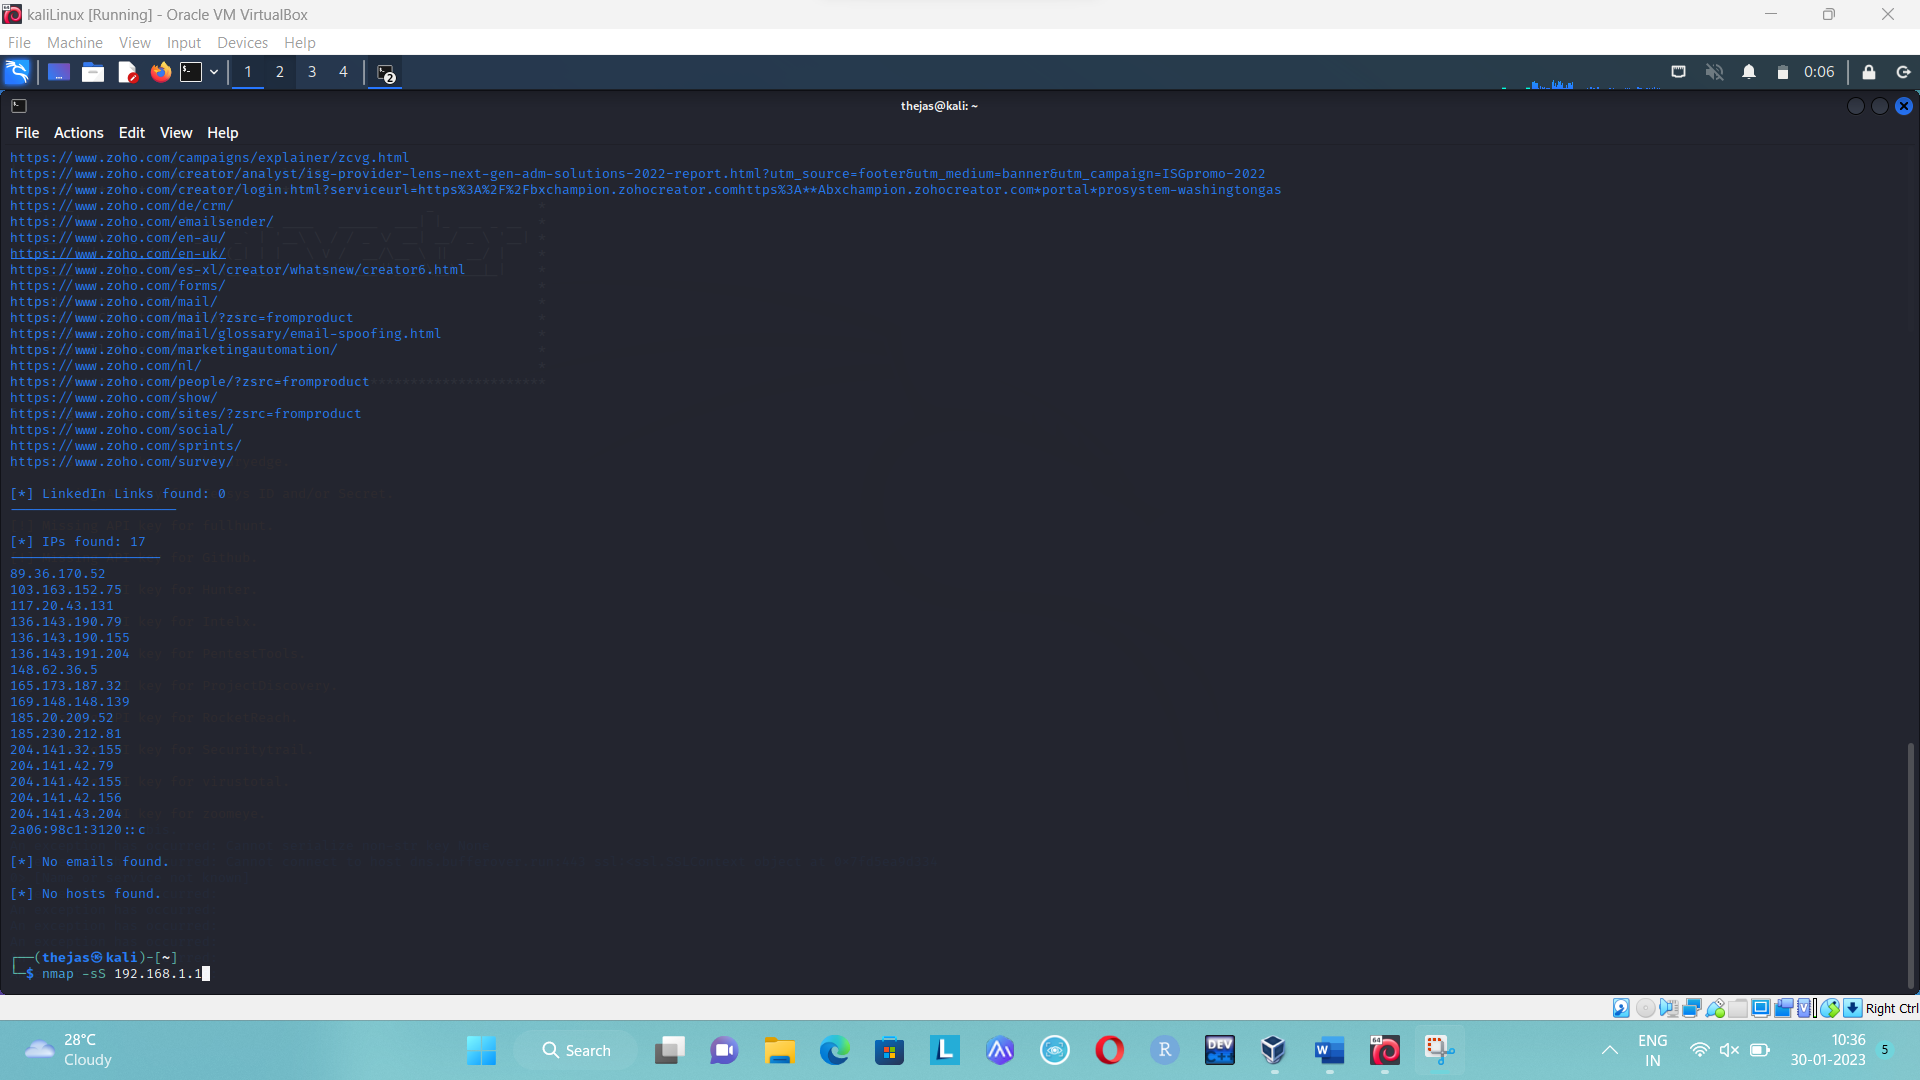 kaliLinux [Running] - Oracle VM VirtualBox
File Machine View Input Devices Help
1 2 3 4 2 0:06
thejas@kali: ~
File Actions Edit View Help
https://www.zoho.com/campaigns/explainer/zcvg.html
https://www.zoho.com/creator/analyst/isg-provider-lens-next-gen-adm-solutions-2022-report.html?utm_source=footer&utm_medium=banner&utm_campaign=ISGpromo-2022
https://www.zoho.com/creator/login.html?serviceurl=https%3A%2F%2Fbxchampion.zohocreator.comhttps%3A**Abxchampion.zohocreator.com*portal*prosystem-washingtongas
https://www.zoho.com/de/crm/
https://www.zoho.com/emailsender/
https://www.zoho.com/en-au/
https://www.zoho.com/en-uk/
https://www.zoho.com/es-xl/creator/whatsnew/creator6.html
https://www.zoho.com/forms/
https://www.zoho.com/mail/
https://www.zoho.com/mail/?zsrc=fromproduct
https://www.zoho.com/mail/glossary/email-spoofing.html
https://www.zoho.com/marketingautomation/
https://www.zoho.com/nl/
https://www.zoho.com/people/?zsrc=fromproduct
https://www.zoho.com/show/
https://www.zoho.com/sites/?zsrc=fromproduct
https://www.zoho.com/social/
https://www.zoho.com/sprints/
https://www.zoho.com/survey/
[*] LinkedIn Links found: 0
[*] IPs found: 17
89.36.170.52
103.163.152.75
117.20.43.131
136.143.190.79
136.143.190.155
136.143.191.204
148.62.36.5
165.173.187.32
169.148.148.139
185.20.209.52
185.230.212.81
204.141.32.155
204.141.42.79
204.141.42.155
204.141.42.156
204.141.43.204
2a06:98c1:3120::c
[*] No emails found.
[*] No hosts found.
┌──(thejas㉿kali)-[~]
└─$ nmap -sS 192.168.1.1
Right Ctrl
28°C
Cloudy
Search
ENG
IN
10:36
30-01-2023
5